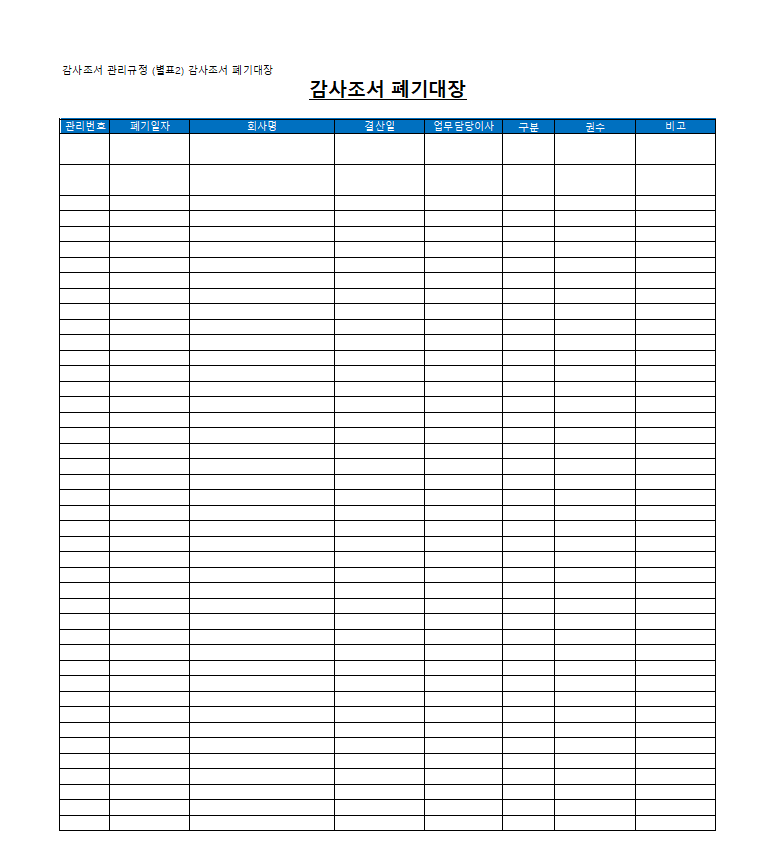 감사조서 관리규정 (별표2) 감사조서 폐기대장
감사조서 폐기대장
관리번호 폐기일자 회사명 결산일 업무담당이사 구분 권수 비고